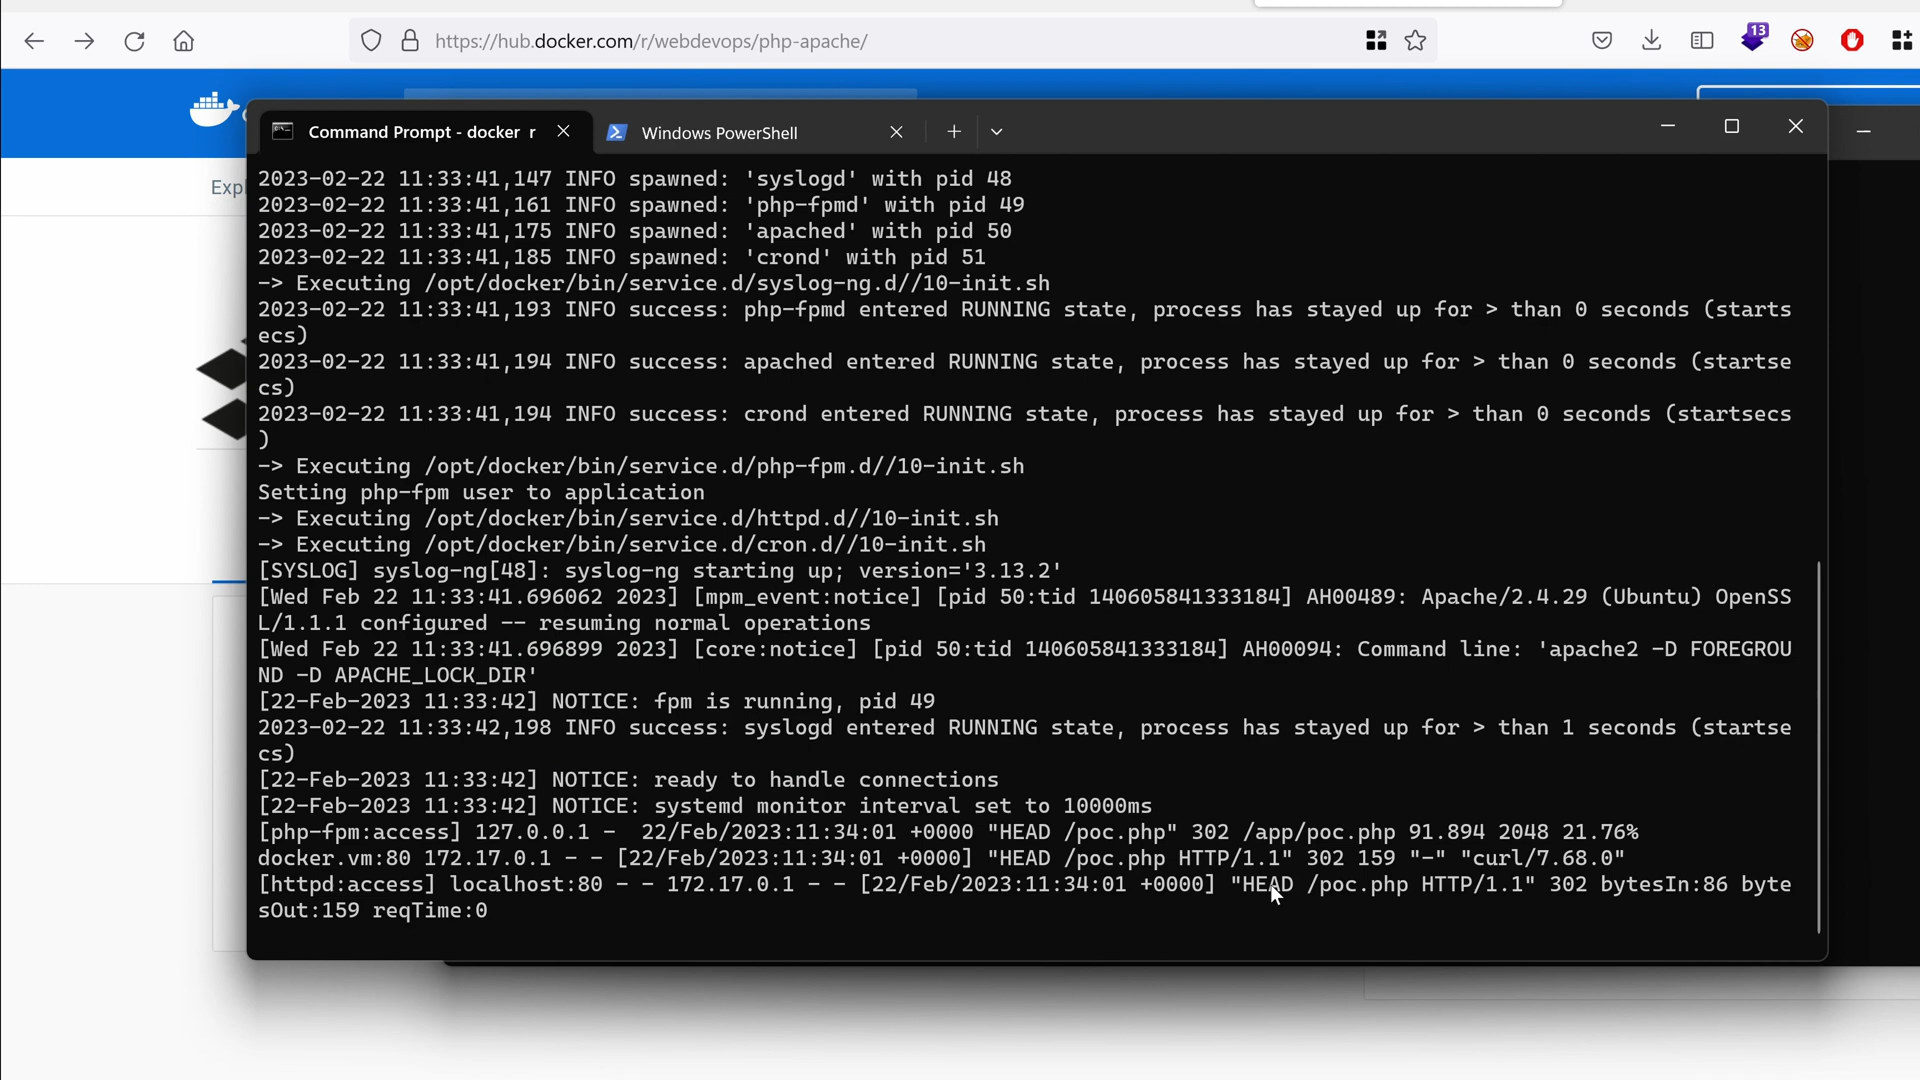 https://hub.docker.com/r/webdevops/php-apache/
13
Command Prompt - docker r
Windows PowerShell
Expl
2023-02-22 11:33:41,147 INFO spawned: 'syslogd' with pid 48
2023-02-22 11:33:41,161 INFO spawned: 'php-fpmd' with pid 49
2023-02-22 11:33:41,175 INFO spawned: 'apached' with pid 50
2023-02-22 11:33:41,185 INFO spawned: 'crond' with pid 51
-> Executing /opt/docker/bin/service.d/syslog-ng.d//10-init.sh
2023-02-22 11:33:41,193 INFO success: php-fpmd entered RUNNING state, process has stayed up for > than 0 seconds (starts
ecs)
2023-02-22 11:33:41,194 INFO success: apached entered RUNNING state, process has stayed up for > than 0 seconds (startse
cs)
2023-02-22 11:33:41,194 INFO success: crond entered RUNNING state, process has stayed up for > than 0 seconds (startsecs
)
-> Executing /opt/docker/bin/service.d/php-fpm.d//10-init.sh
Setting php-fpm user to application
-> Executing /opt/docker/bin/service.d/httpd.d//10-init.sh
-> Executing /opt/docker/bin/service.d/cron.d//10-init.sh
[SYSLOG] syslog-ng[48]: syslog-ng starting up; version='3.13.2'
[Wed Feb 22 11:33:41.696062 2023] [mpm_event:notice] [pid 50:tid 140605841333184] AH00489: Apache/2.4.29 (Ubuntu) OpenSS
L/1.1.1 configured -- resuming normal operations
[Wed Feb 22 11:33:41.696899 2023] [core:notice] [pid 50:tid 140605841333184] AH00094: Command line: 'apache2 -D FOREGROU
ND -D APACHE_LOCK_DIR'
[22-Feb-2023 11:33:42] NOTICE: fpm is running, pid 49
2023-02-22 11:33:42,198 INFO success: syslogd entered RUNNING state, process has stayed up for > than 1 seconds (startse
cs)
[22-Feb-2023 11:33:42] NOTICE: ready to handle connections
[22-Feb-2023 11:33:42] NOTICE: systemd monitor interval set to 10000ms
[php-fpm:access] 127.0.0.1 -  22/Feb/2023:11:34:01 +0000 "HEAD /poc.php" 302 /app/poc.php 91.894 2048 21.76%
docker.vm:80 172.17.0.1 - - [22/Feb/2023:11:34:01 +0000] "HEAD /poc.php HTTP/1.1" 302 159 "-" "curl/7.68.0"
[httpd:access] localhost:80 - - 172.17.0.1 - - [22/Feb/2023:11:34:01 +0000] "HEAD /poc.php HTTP/1.1" 302 bytesIn:86 byte
sOut:159 reqTime:0